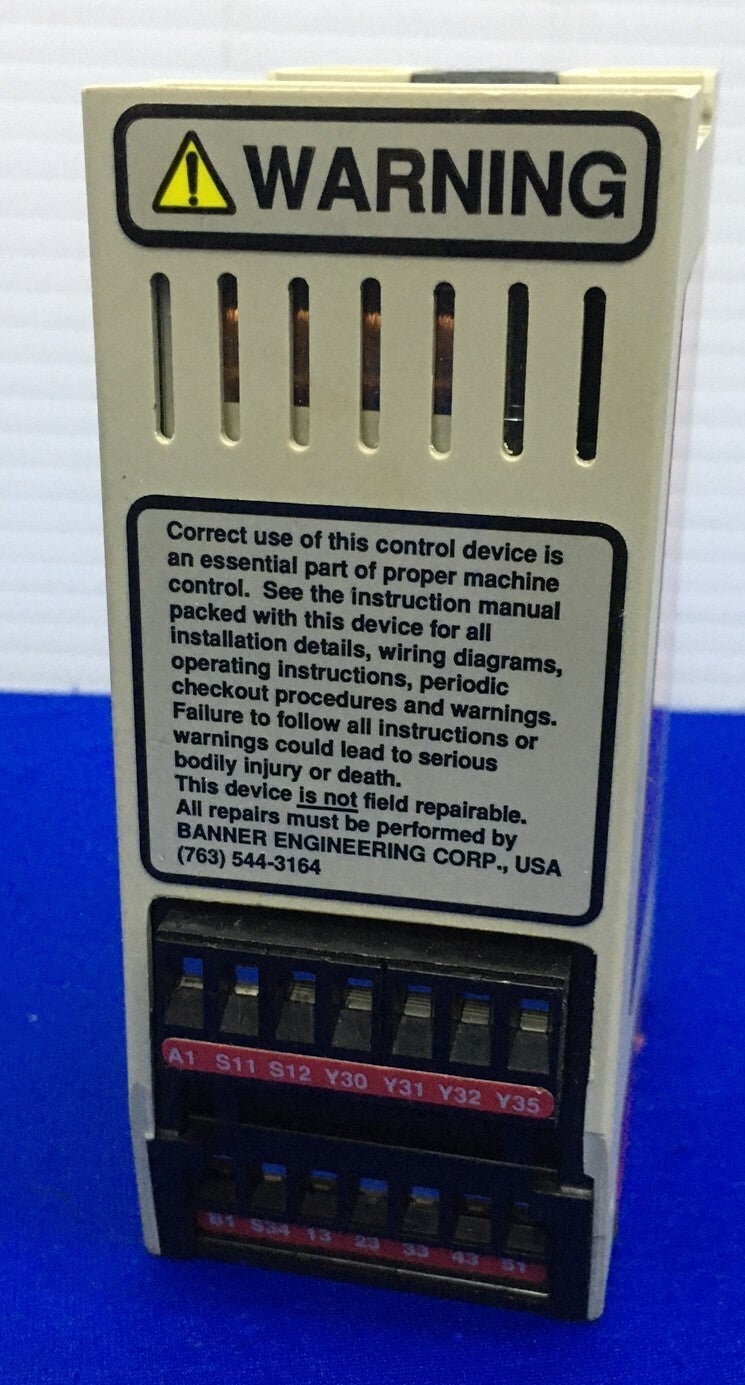 WARNING
Correct use of this control device is
an essential part of proper machine
control. See the instruction manual
packed with this device for all
installation details, wiring diagrams,
operating instructions, periodic
checkout procedures and warnings.
Failure to follow all instructions or
warnings could lead to serious
bodily injury or death.
This device is not field repairable.
All repairs must be performed by
BANNER ENGINEERING CORP., USA
(763) 544-3164
A1 S11 S12 Y30 Y31 Y32 Y35
B1 S34 13 23 33 43 51